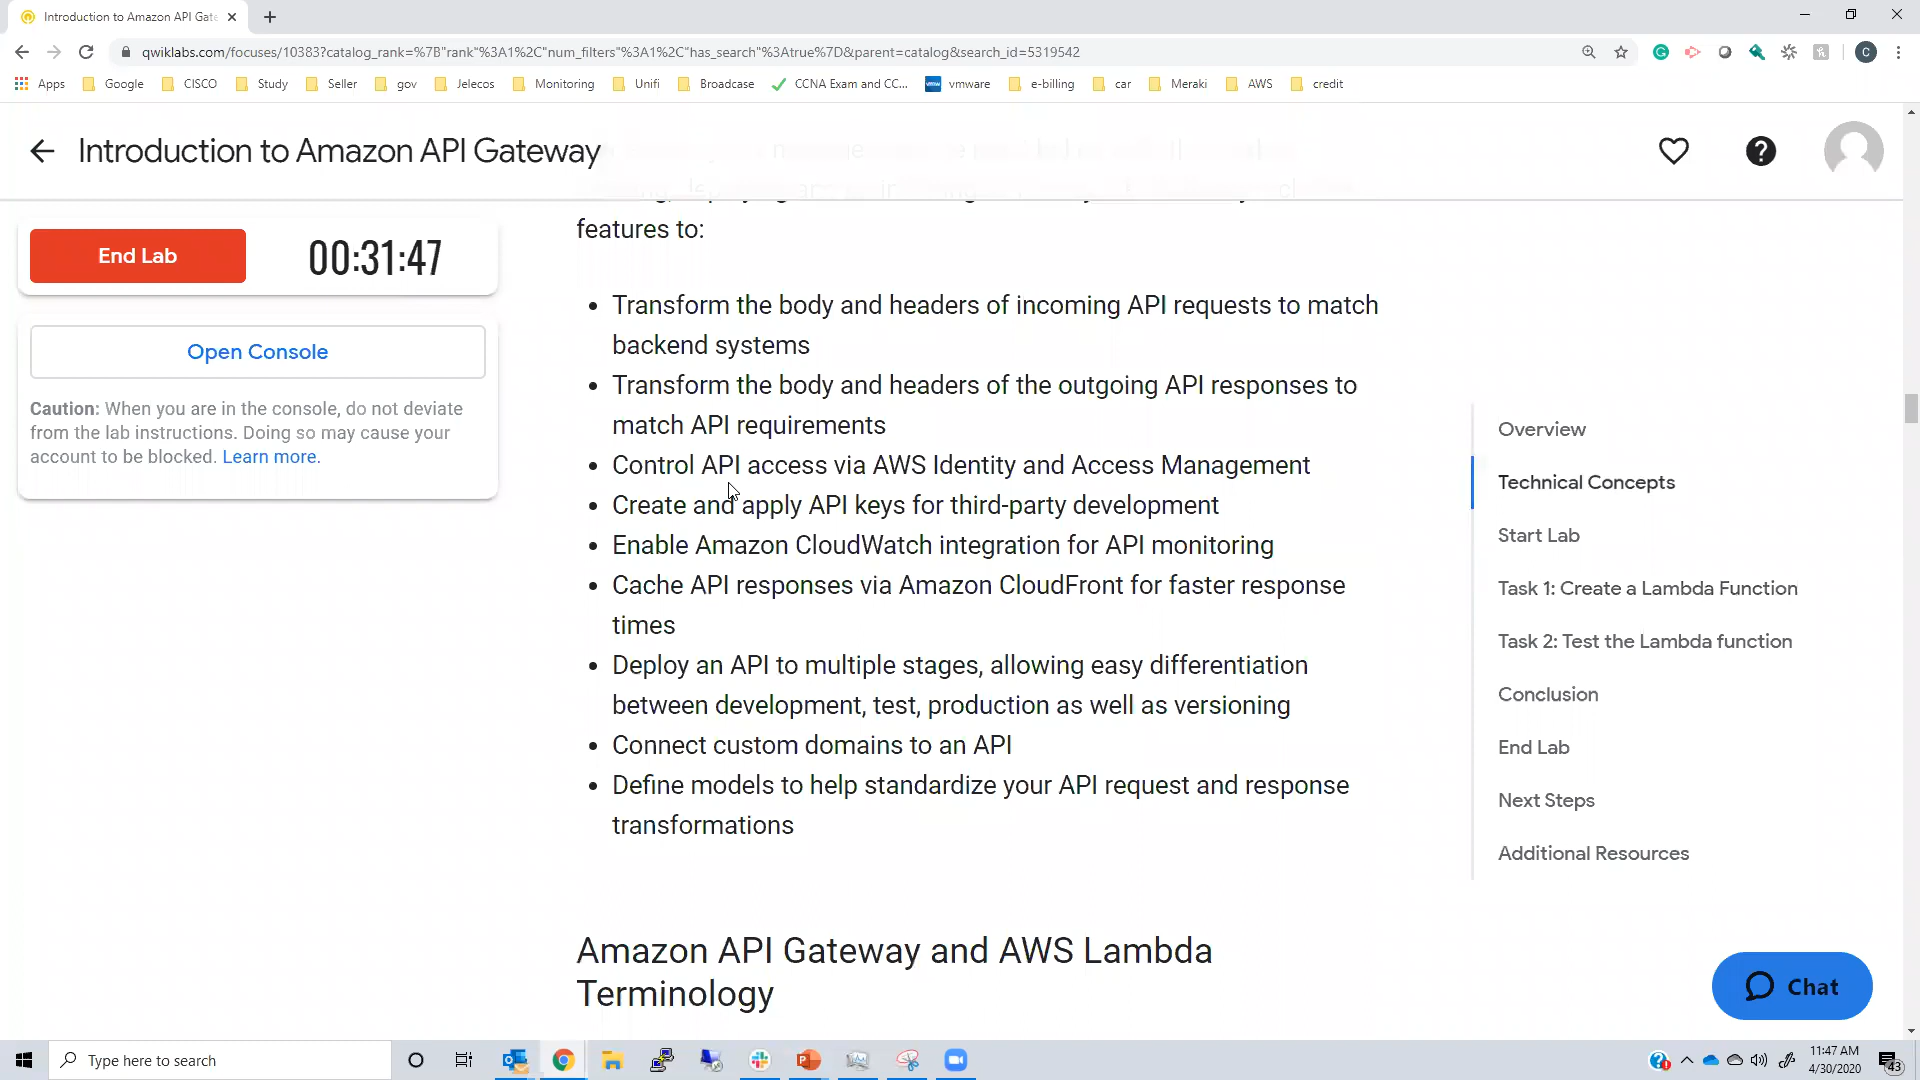 Introduction to Amazon API Gate
qwiklabs.com/focuses/10383?catalog_rank=%7B"rank"%3A1%2C"num_filters"%3A1%2C"has_search"%3Atrue%7D&parent=catalog&search_id=5319542
C
Apps Google CISCO Study Seller gov Jelecos Monitoring Unifi Broadcase CCNA Exam and CC... vmware e-billing car Meraki AWS credit
Introduction to Amazon API Gateway
features to:
End Lab 00:31:47
Open Console
Caution: When you are in the console, do not deviate
from the lab instructions. Doing so may cause your
account to be blocked. Learn more.
• Transform the body and headers of incoming API requests to match
backend systems
• Transform the body and headers of the outgoing API responses to
match API requirements
• Control API access via AWS Identity and Access Management
• Create and apply API keys for third-party development
• Enable Amazon CloudWatch integration for API monitoring
• Cache API responses via Amazon CloudFront for faster response
times
• Deploy an API to multiple stages, allowing easy differentiation
between development, test, production as well as versioning
• Connect custom domains to an API
• Define models to help standardize your API request and response
transformations
Amazon API Gateway and AWS Lambda
Terminology
Overview
Technical Concepts
Start Lab
Task 1: Create a Lambda Function
Task 2: Test the Lambda function
Conclusion
End Lab
Next Steps
Additional Resources
Chat
Type here to search
11:47 AM
4/30/2020
43